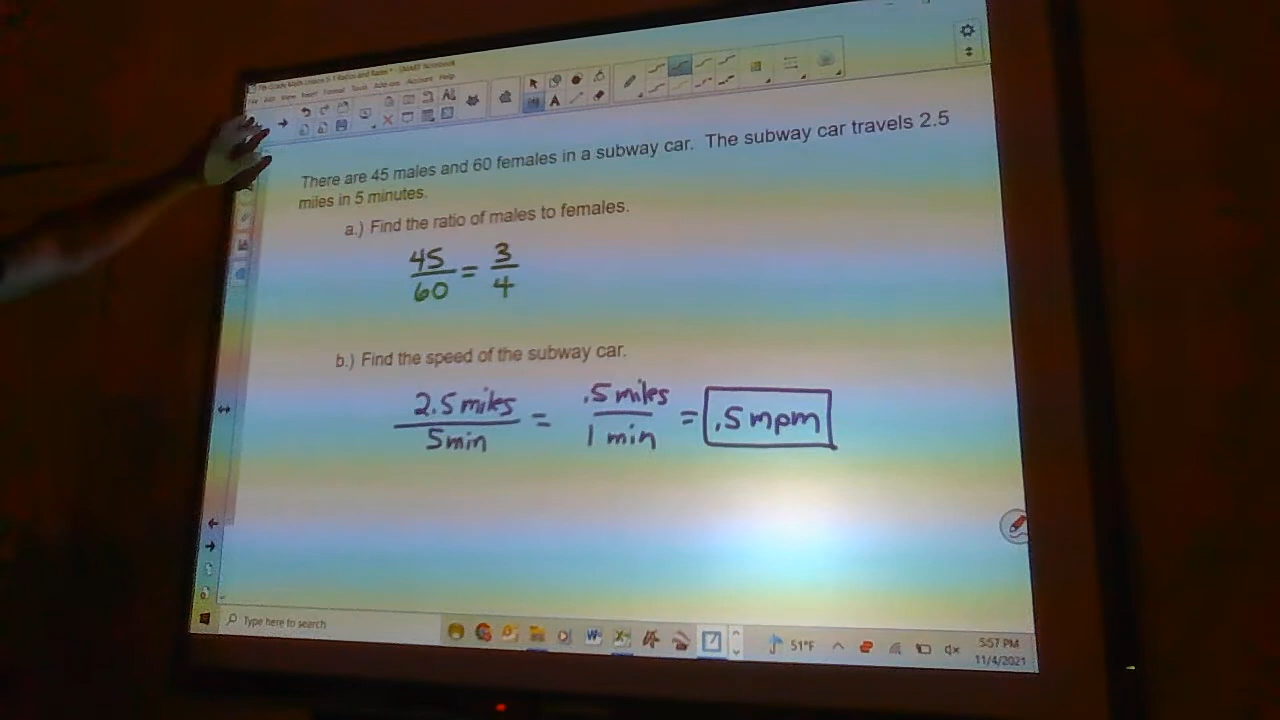 There are 45 males and 60 females in a subway car. The subway car travels 2.5
miles in 5 minutes.
a.) Find the ratio of males to females.
45/60 = 3/4
b.) Find the speed of the subway car.
2.5 miles/5 min = .5 miles/1 min = .5 mpm
Type here to search
51°F
5:57 PM
11/4/2021